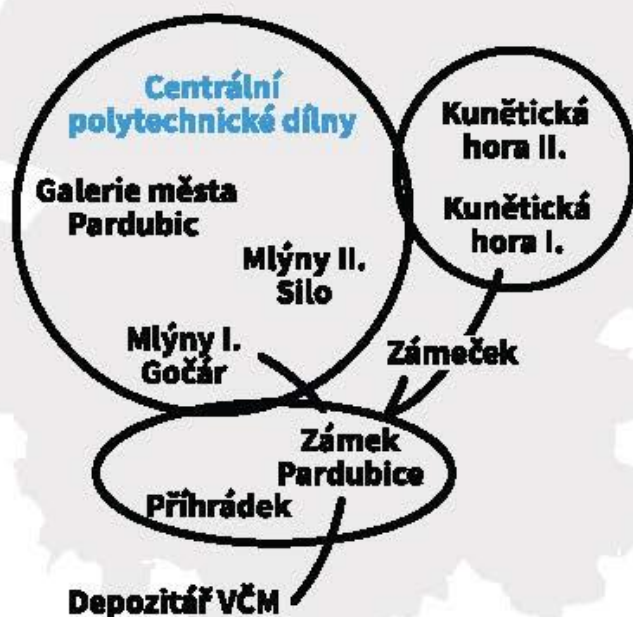 Centrální
polytechnické dílny
Kunětická
hora II.
Galerie města
Pardubic
Kunětická
hora I.
Mlýny II.
Silo
Mlýny I.
Gočár
Zámeček
Zámek
Pardubice
Příhrádek
Depozitář VČM